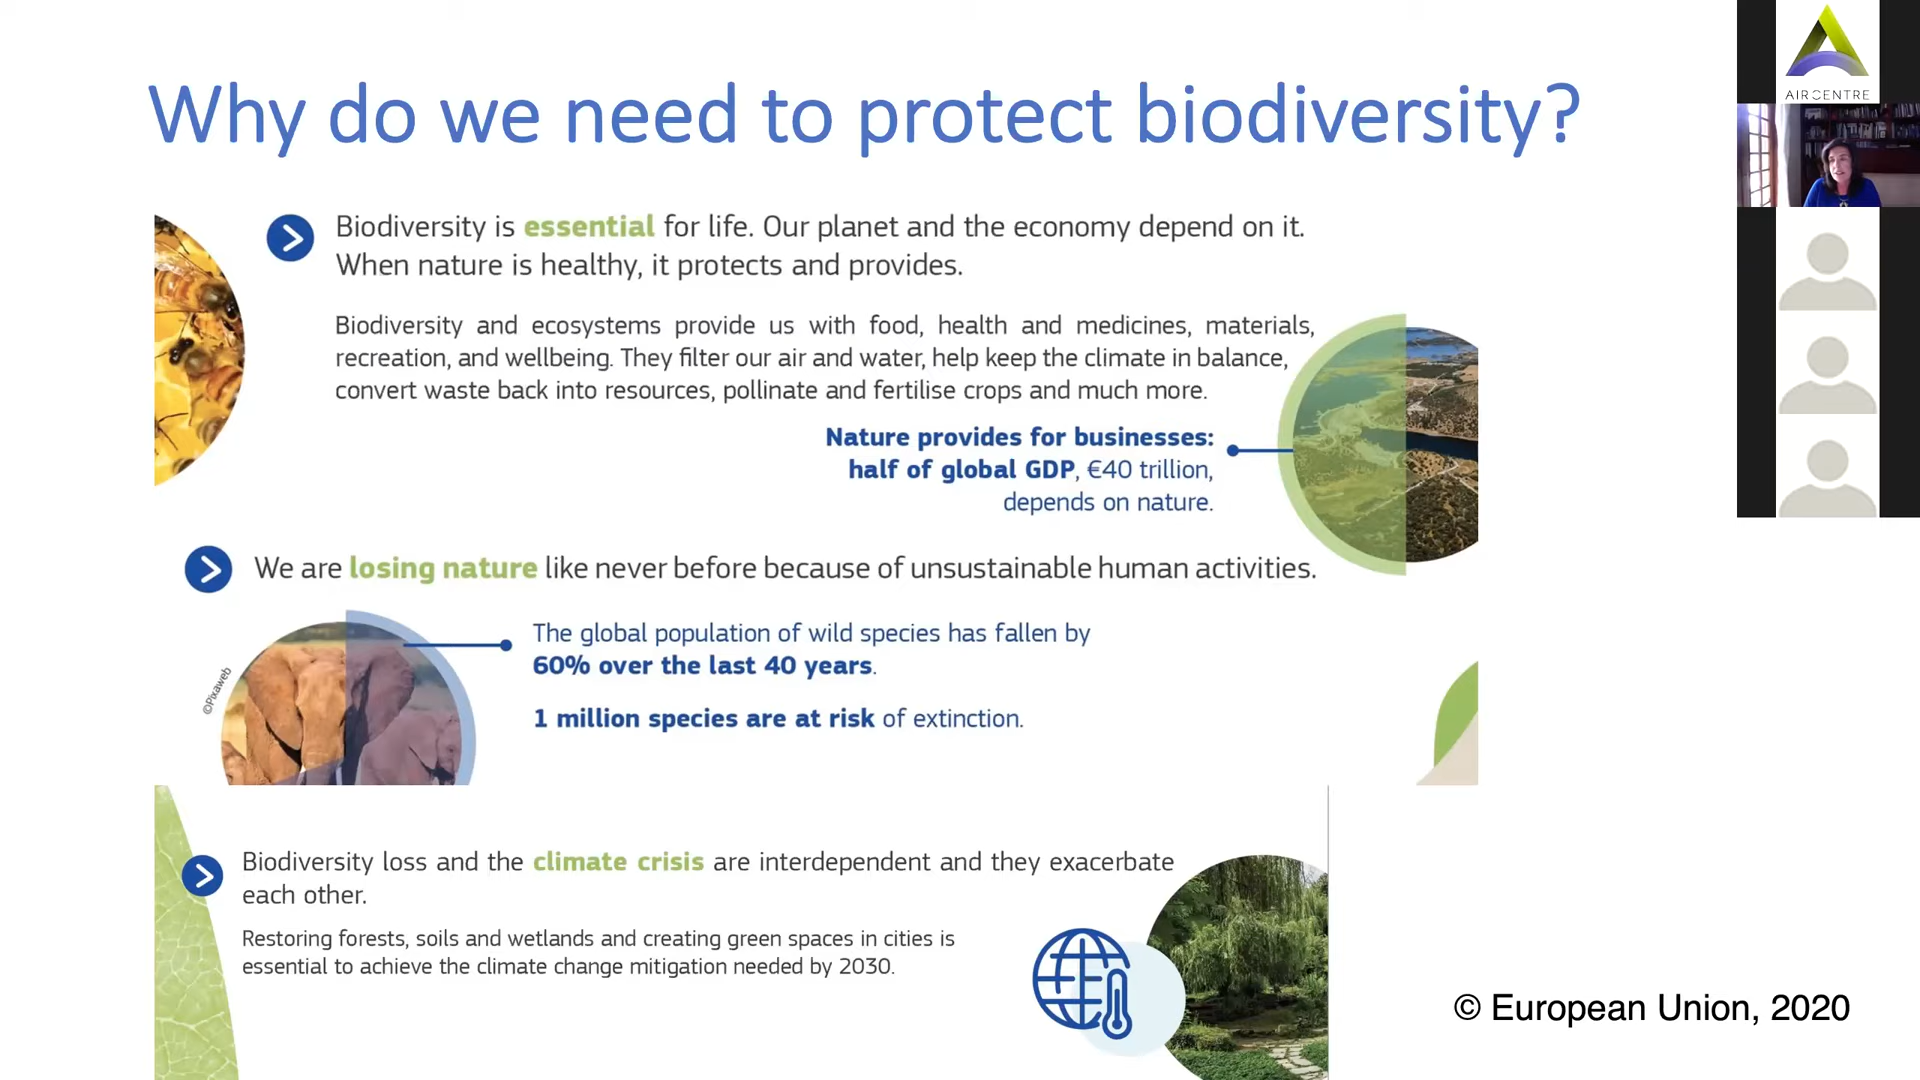 Why do we need to protect biodiversity?
AIRCENTRE
Biodiversity is essential for life. Our planet and the economy depend on it.
When nature is healthy, it protects and provides.
Biodiversity and ecosystems provide us with food, health and medicines, materials,
recreation, and wellbeing. They filter our air and water, help keep the climate in balance,
convert waste back into resources, pollinate and fertilise crops and much more.
Nature provides for businesses:
half of global GDP, €40 trillion,
depends on nature.
We are losing nature like never before because of unsustainable human activities.
©Pixaweb
The global population of wild species has fallen by
60% over the last 40 years.
1 million species are at risk of extinction.
Biodiversity loss and the climate crisis are interdependent and they exacerbate
each other.
Restoring forests, soils and wetlands and creating green spaces in cities is
essential to achieve the climate change mitigation needed by 2030.
© European Union, 2020